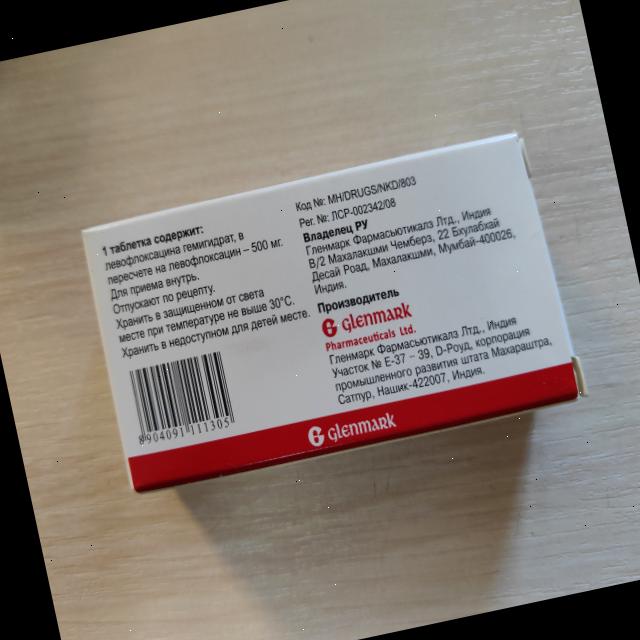 1 таблетка содержит:
левофлоксацина гемигидрат, в
пересчете на левофлоксацин – 500 мг.
Для приема внутрь.
Отпускают по рецепту.
Хранить в защищенном от света
месте при температуре не выше 30°С.
Хранить в недоступном для детей месте.
8904091111305
Код №: MH/DRUGS/NKD/803
Рег. №: ЛСР-002342/08
Владелец РУ
Гленмарк Фармасьютикалз Лтд., Индия
В/2 Махалакшми Чемберз, 22 Бхулабхай
Десай Роад, Махалакшми, Мумбай-400026,
Индия.
Производитель
G glenmark
Pharmaceuticals Ltd.
Гленмарк Фармасьютикалз Лтд., Индия
Участок № Е-37 – 39, D-Роуд, корпорация
промышленного развития штата Махараштра,
Сатпур, Нашик-422007, Индия.
G glenmark